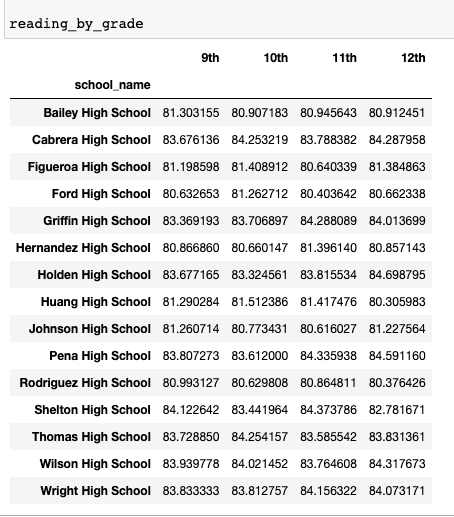 reading_by_grade
9th 10th 11th 12th
school_name
Bailey High School 81.303155 80.907183 80.945643 80.912451
Cabrera High School 83.676136 84.253219 83.788382 84.287958
Figueroa High School 81.198598 81.408912 80.640339 81.384863
Ford High School 80.632653 81.262712 80.403642 80.662338
Griffin High School 83.369193 83.706897 84.288089 84.013699
Hernandez High School 80.866860 80.660147 81.396140 80.857143
Holden High School 83.677165 83.324561 83.815534 84.698795
Huang High School 81.290284 81.512386 81.417476 80.305983
Johnson High School 81.260714 80.773431 80.616027 81.227564
Pena High School 83.807273 83.612000 84.335938 84.591160
Rodriguez High School 80.993127 80.629808 80.864811 80.376426
Shelton High School 84.122642 83.441964 84.373786 82.781671
Thomas High School 83.728850 84.254157 83.585542 83.831361
Wilson High School 83.939778 84.021452 83.764608 84.317673
Wright High School 83.833333 83.812757 84.156322 84.073171